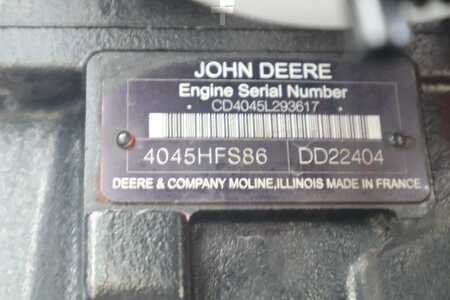 JOHN DEERE
Engine Serial Number
CD4045L293617
4045HFS86 DD22404
DEERE & COMPANY MOLINE,ILLINOIS MADE IN FRANCE